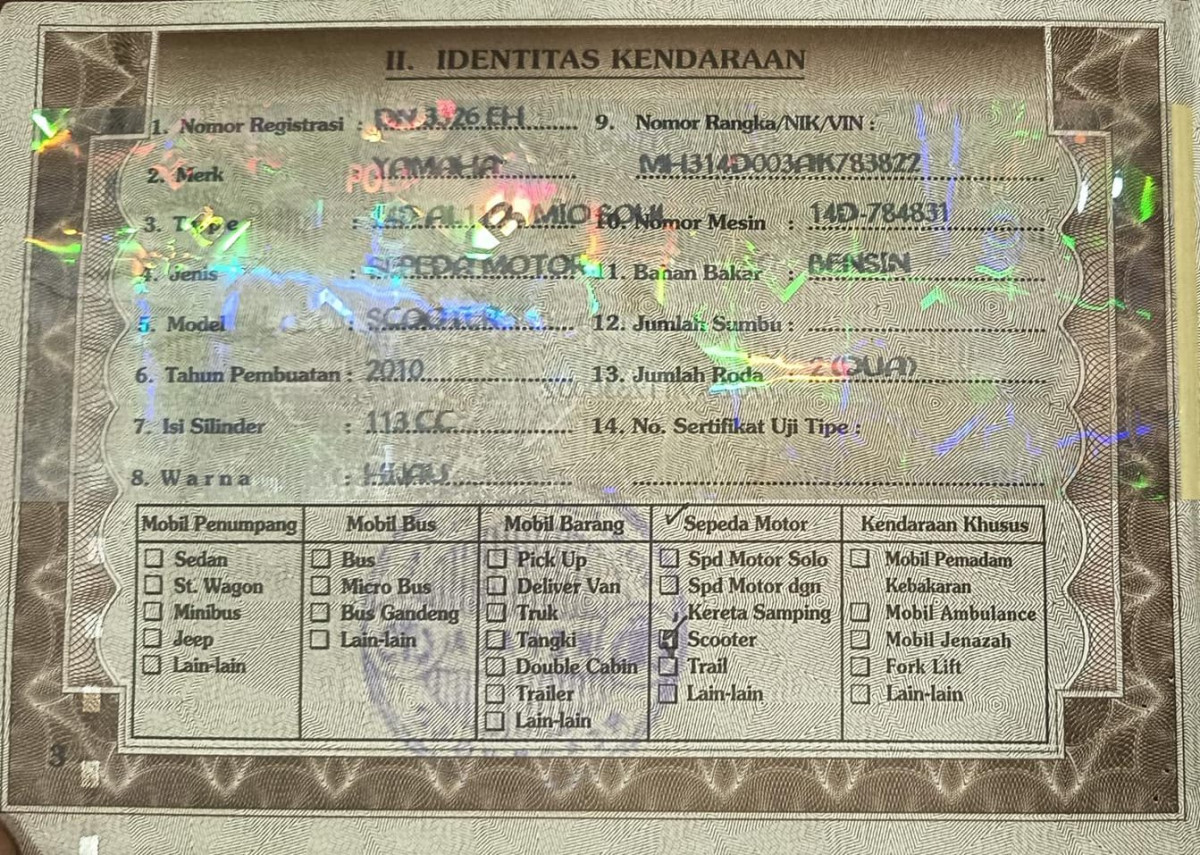 II. IDENTITAS KENDARAAN
1. Nomor Registrasi : EH
2. Merk YAMAHA
3. Type : MIO SOUL
4. Jenis : SEPEDA MOTOR
5. Model : SCOOTER
6. Tahun Pembuatan : 2010
7. Isi Silinder : 113 CC
8. Warna : HIJAU
9. Nomor Rangka/NIK/VIN :
MH314D003AK783822
10. Nomor Mesin : 14D-784831
11. Bahan Bakar : BENSIN
12. Jumlah Sumbu :
13. Jumlah Roda 2 (DUA)
14. No. Sertifikat Uji Tipe :
Mobil Penumpang
Sedan
St. Wagon
Minibus
Jeep
Lain-lain
Mobil Bus
Bus
Micro Bus
Bus Gandeng
Lain-lain
Mobil Barang
Pick Up
Deliver Van
Truk
Tangki
Double Cabin
Trailer
Lain-lain
Sepeda Motor
Spd Motor Solo
Spd Motor dgn
Kereta Samping
Scooter
Trail
Lain-lain
Kendaraan Khusus
Mobil Pemadam
Kebakaran
Mobil Ambulance
Mobil Jenazah
Fork Lift
Lain-lain
3